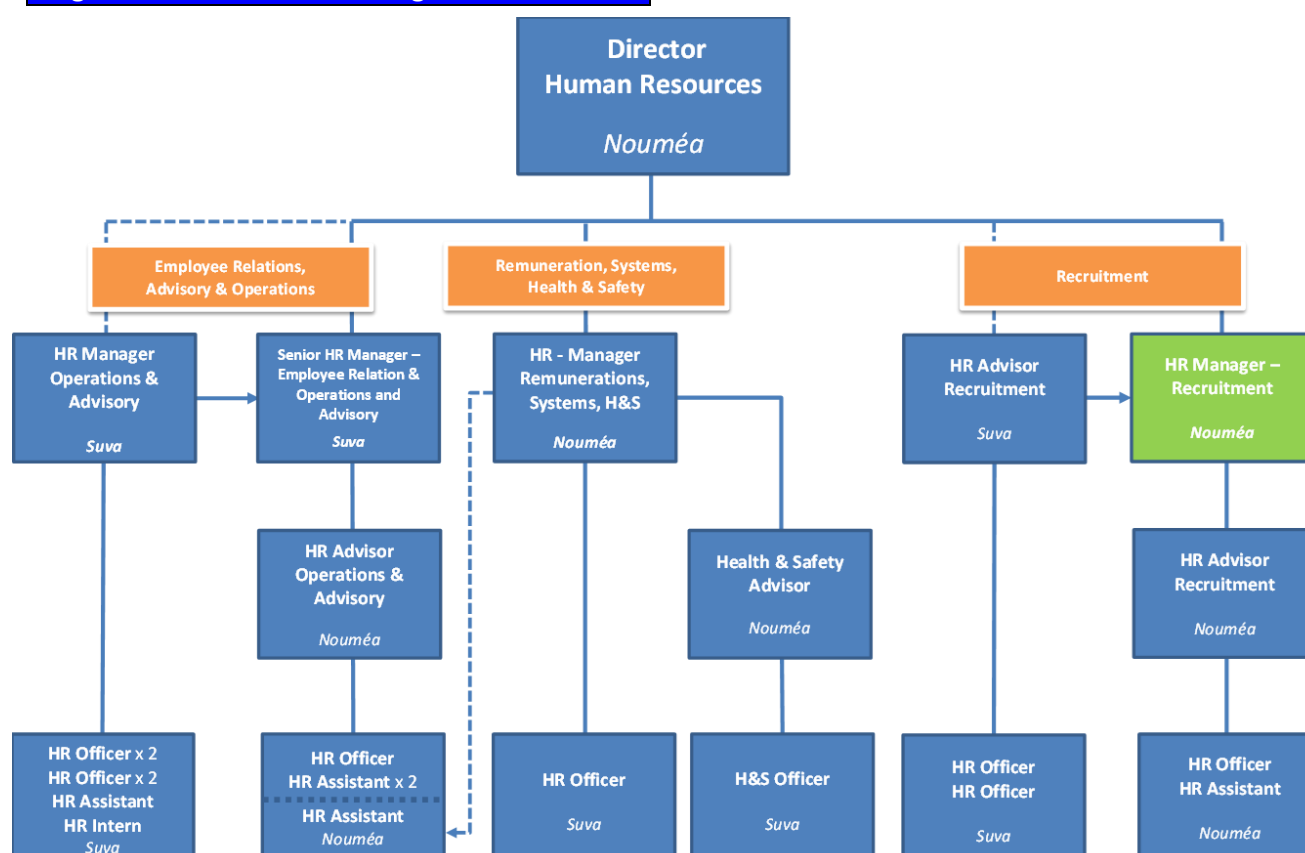 Director
Human Resources
Nouméa
Employee Relations,
Advisory & Operations
Remuneration, Systems,
Health & Safety
Recruitment
HR Manager
Operations &
Advisory
Suva
Senior HR Manager –
Employee Relation &
Operations and
Advisory
Suva
HR - Manager
Remunerations,
Systems, H&S
Nouméa
HR Advisor
Recruitment
Suva
HR Manager –
Recruitment
Nouméa
HR Advisor
Operations &
Advisory
Nouméa
Health & Safety
Advisor
Nouméa
HR Advisor
Recruitment
Nouméa
HR Officer x 2
HR Officer x 2
HR Assistant
HR Intern
Suva
HR Officer
HR Assistant x 2
HR Assistant
Nouméa
HR Officer
Suva
H&S Officer
Suva
HR Officer
HR Officer
Suva
HR Officer
HR Assistant
Nouméa